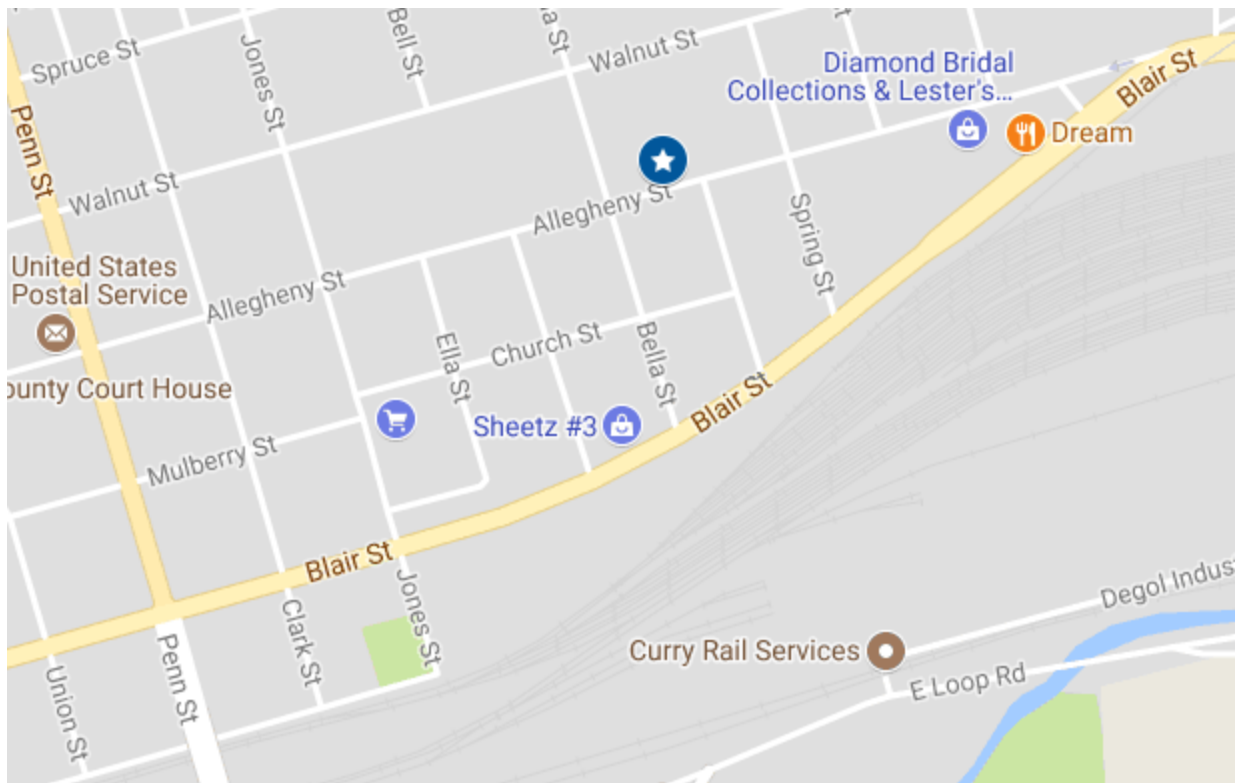 Spruce St
Jones St
Bell St
a St
Walnut St
Diamond Bridal
Collections & Lester's...
Blair St
Dream
Penn St
Walnut St
Allegheny St
Spring St
United States
Postal Service
Allegheny St
ounty Court House
Ella St
Church St
Bella St
Blair St
Sheetz #3
Mulberry St
Blair St
Jones St
Clark St
Penn St
Union St
Degol Indus
Curry Rail Services
E Loop Rd